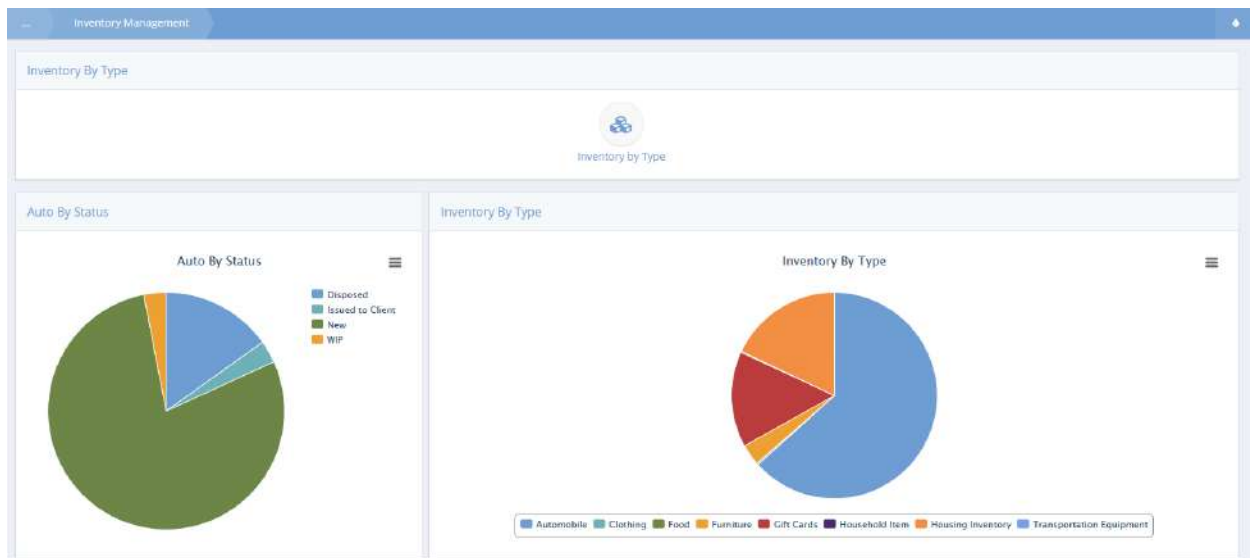 ... Inventory Management
Inventory By Type
Inventory by Type
Auto By Status
Inventory By Type
Auto By Status
Disposed
Issued to Client
New
WIP
Inventory By Type
Automobile Clothing Food Furniture Gift Cards Household Item Housing Inventory Transportation Equipment